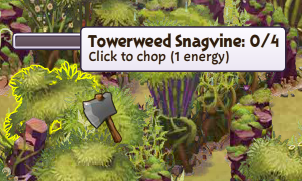 Towerweed Snagvine: 0/4
Click to chop (1 energy)